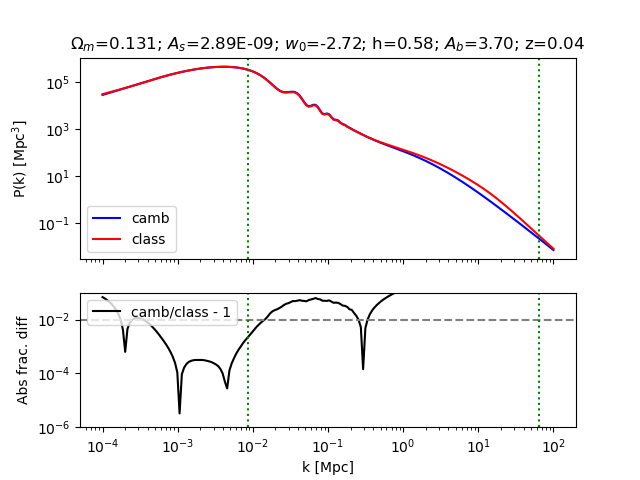 Ωₘ=0.131; Aₛ=2.89E-09; w₀=-2.72; h=0.58; A_b=3.70; z=0.04
P(k) [Mpc³]
10⁵
10³
10¹
10⁻¹
camb
class
Abs frac. diff
10⁻²
10⁻⁴
10⁻⁶
camb/class - 1
10⁻⁴ 10⁻³ 10⁻² 10⁻¹ 10⁰ 10¹ 10²
k [Mpc]